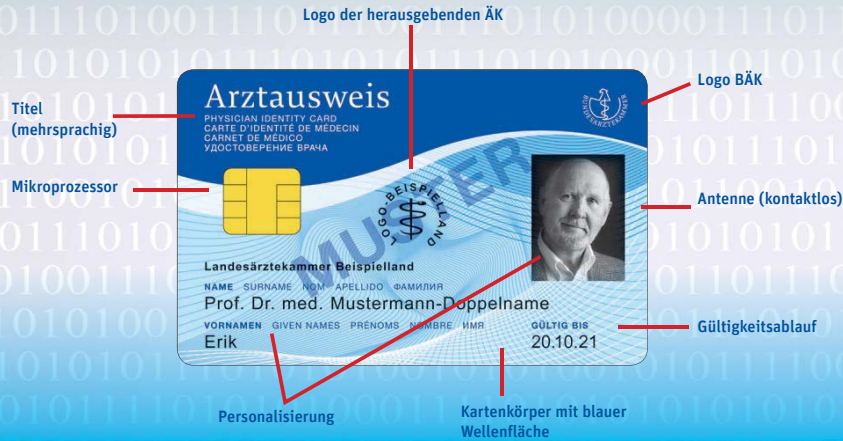 Logo der herausgebenden ÄK
Logo BÄK
Titel
(mehrsprachig)
Arztausweis
PHYSICIAN IDENTITY CARD
CARTE D'IDENTITÉ DE MÉDECIN
CARNET DE MÉDICO
УДОСТОВЕРЕНИЕ ВРАЧА
BUNDESÄRZTEKAMMER
Mikroprozessor
LOGO-BEISPIELLAND
MUSTER
Antenne (kontaktlos)
Landesärztekammer Beispielland
NAME SURNAME NOM APELLIDO ФАМИЛИЯ
Prof. Dr. med. Mustermann-Doppelname
VORNAMEN GIVEN NAMES PRÉNOMS NOMBRE ИМЯ
Erik
GÜLTIG BIS
20.10.21
Gültigkeitsablauf
Personalisierung
Kartenkörper mit blauer
Wellenfläche